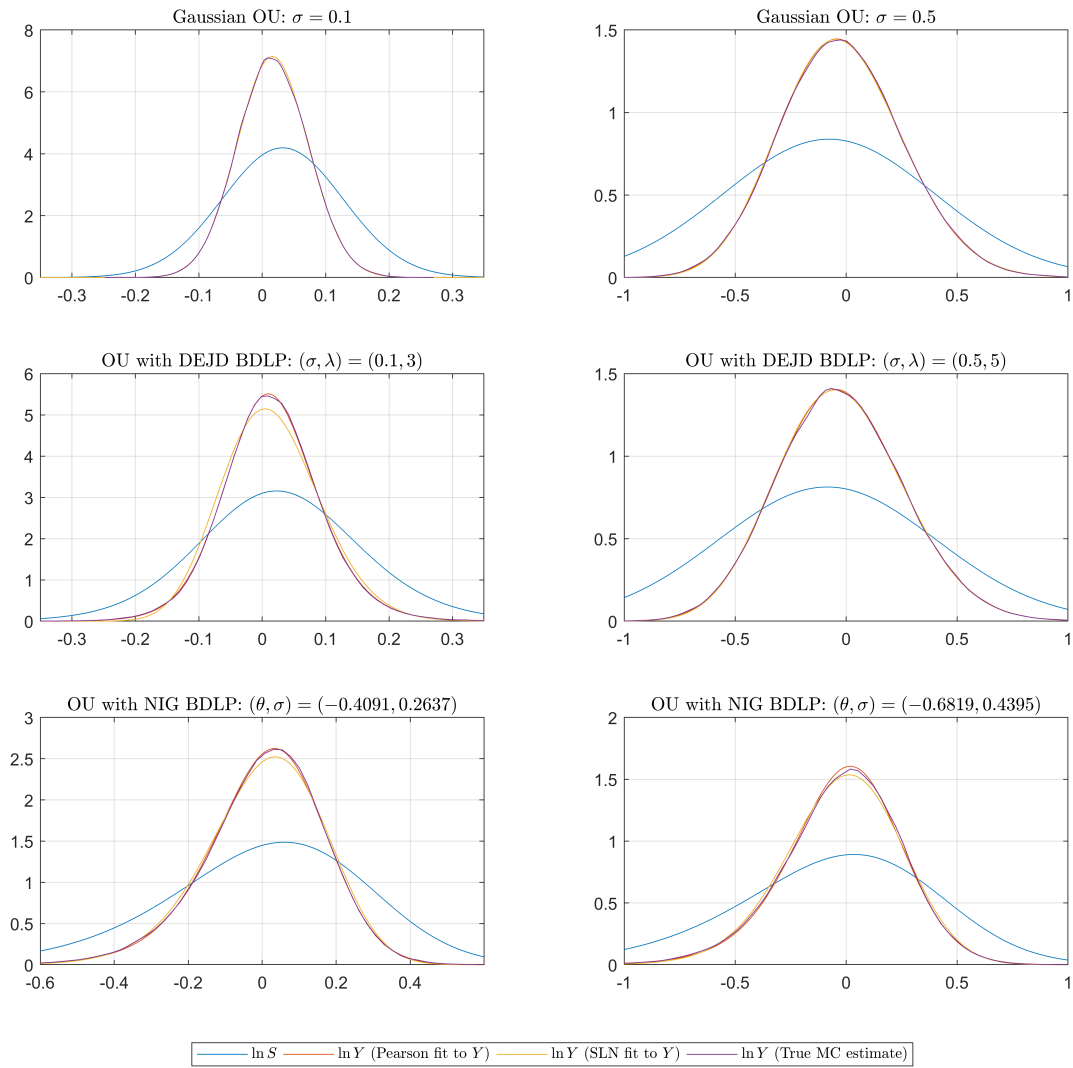 Gaussian OU: σ = 0.1
8
6
4
2
0
-0.3 -0.2 -0.1 0 0.1 0.2 0.3
Gaussian OU: σ = 0.5
1.5
1
0.5
0
-1 -0.5 0 0.5 1
OU with DEJD BDLP: (σ, λ) = (0.1, 3)
6
5
4
3
2
1
0
-0.3 -0.2 -0.1 0 0.1 0.2 0.3
OU with DEJD BDLP: (σ, λ) = (0.5, 5)
1.5
1
0.5
0
-1 -0.5 0 0.5 1
OU with NIG BDLP: (θ, σ) = (−0.4091, 0.2637)
3
2.5
2
1.5
1
0.5
0
-0.6 -0.4 -0.2 0 0.2 0.4
OU with NIG BDLP: (θ, σ) = (−0.6819, 0.4395)
2
1.5
1
0.5
0
-1 -0.5 0 0.5 1
ln S ln Y (Pearson fit to Y) ln Y (SLN fit to Y) ln Y (True MC estimate)